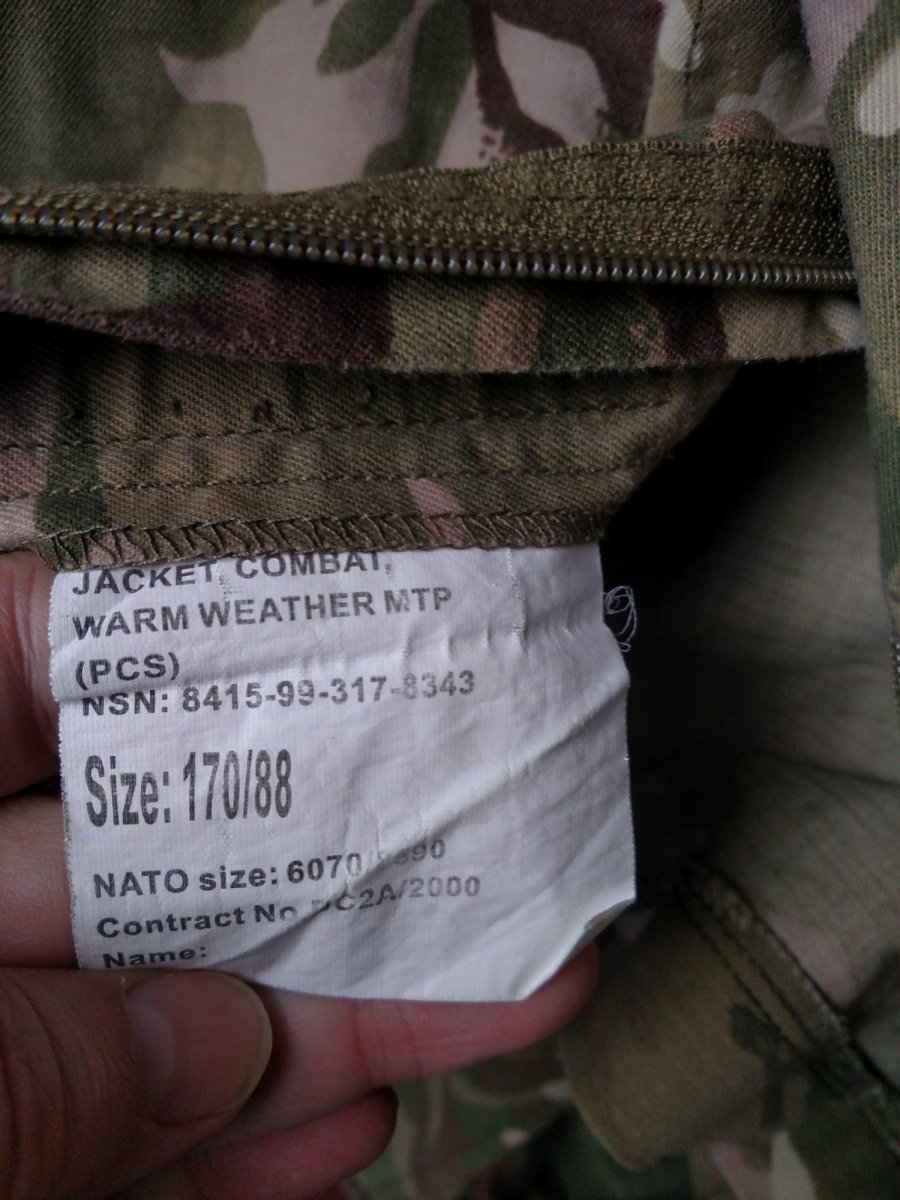 JACKET, COMBAT,
WARM WEATHER MTP
(PCS)
NSN: 8415-99-317-8343
Size: 170/88
NATO size:
Contract No
Name: